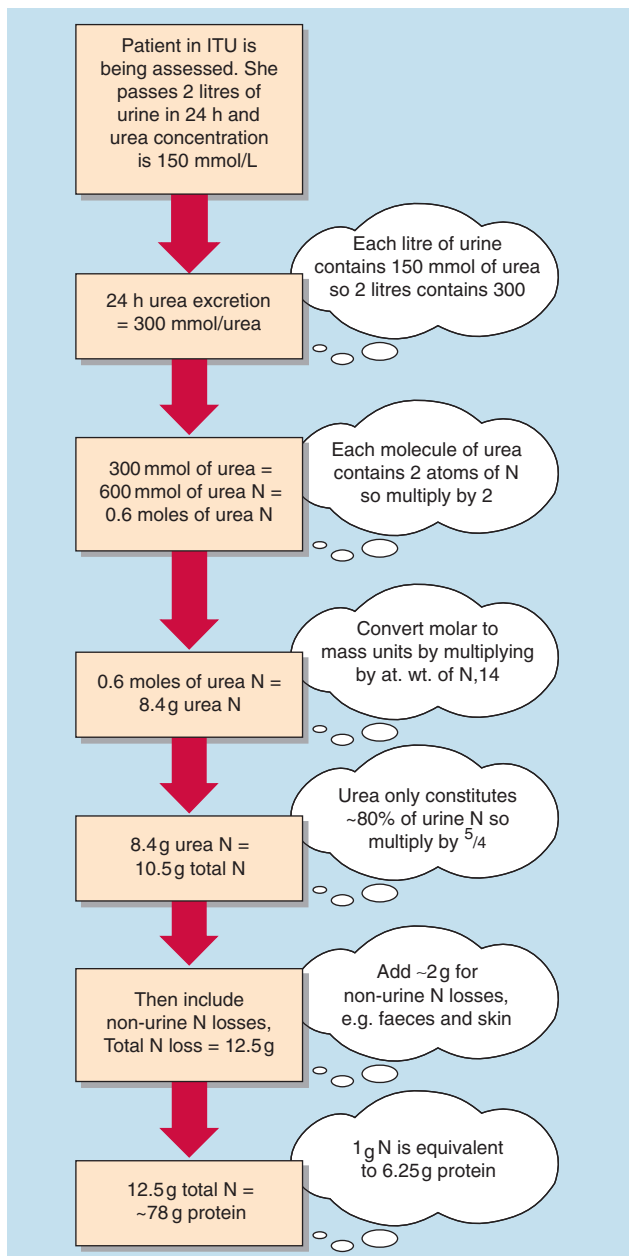 Patient in ITU is
being assessed. She
passes 2 litres of
urine in 24 h and
urea concentration
is 150 mmol/L
Each litre of urine
contains 150 mmol of urea
so 2 litres contains 300
24 h urea excretion
= 300 mmol/urea
Each molecule of urea
contains 2 atoms of N
so multiply by 2
300 mmol of urea =
600 mmol of urea N =
0.6 moles of urea N
Convert molar to
mass units by multiplying
by at. wt. of N,14
0.6 moles of urea N =
8.4 g urea N
Urea only constitutes
~80% of urine N so
multiply by 5/4
8.4 g urea N =
10.5 g total N
Add ~2 g for
non-urine N losses,
e.g. faeces and skin
Then include
non-urine N losses,
Total N loss = 12.5 g
1 g N is equivalent
to 6.25 g protein
12.5 g total N =
~78 g protein